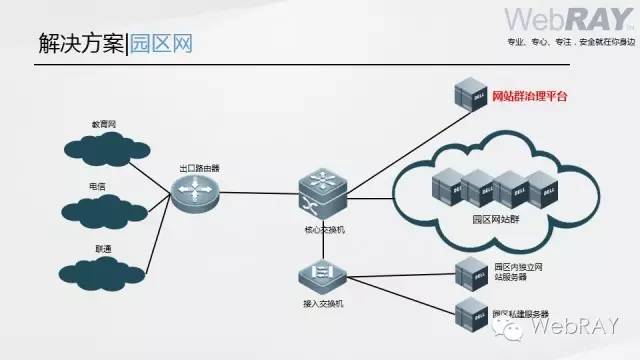 WebRAY
专业、专心、专注，安全就在你身边
解决方案|园区网
网站群治理平台
DELL
教育网
出口路由器
电信
DELL DELL DELL DELL
园区网站群
核心交换机
联通
DELL
园区内独立网
站服务器
接入交换机
DELL
园区私建服务器
WebRAY